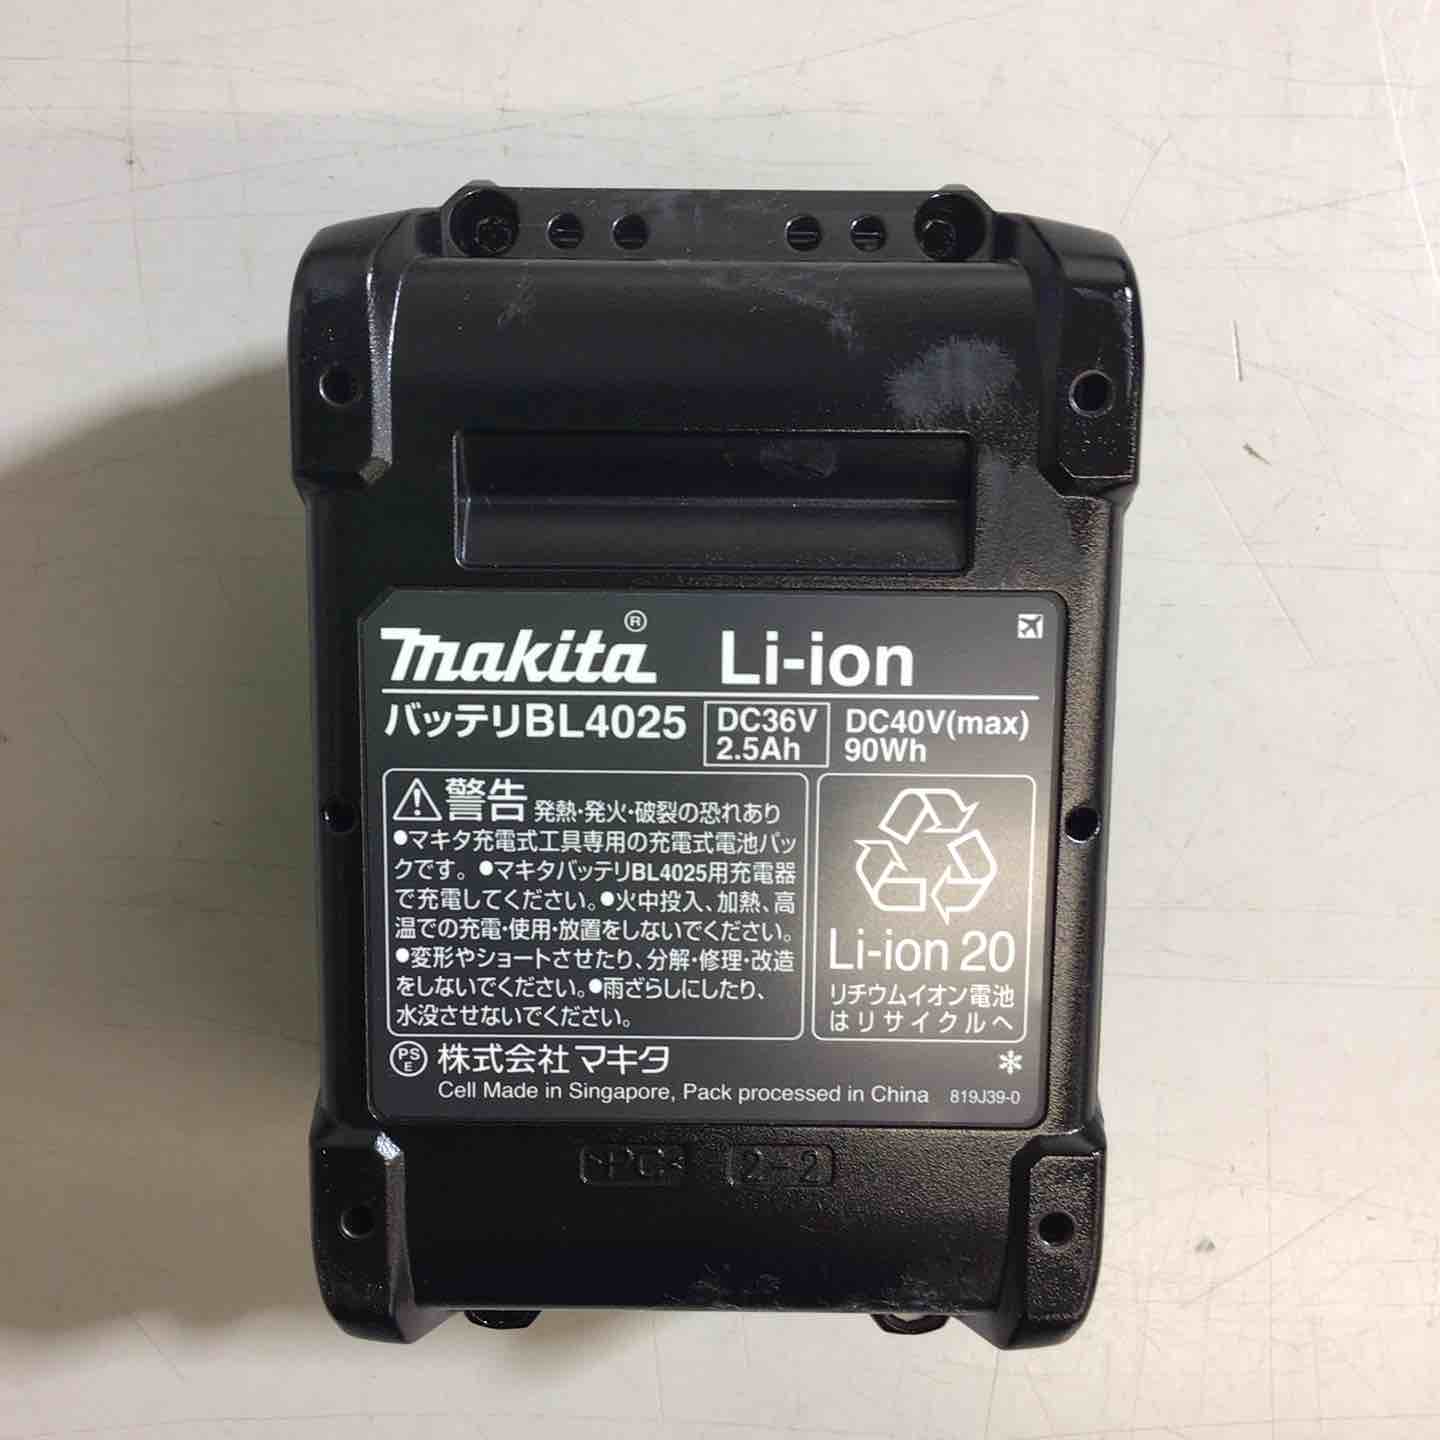 makita® Li-ion
バッテリBL4025 DC36V 2.5Ah DC40V(max) 90Wh
⚠警告 発熱・発火・破裂の恐れあり
●マキタ充電式工具専用の充電式電池パッ
クです。●マキタバッテリBL4025用充電器
で充電してください。●火中投入、加熱、高
温での充電・使用・放置をしないでください。
●変形やショートさせたり、分解・修理・改造
をしないでください。●雨ざらしにしたり、
水没させないでください。
Li-ion 20
リチウムイオン電池
はリサイクルへ
PSE 株式会社マキタ ✻
Cell Made in Singapore, Pack processed in China 819J39-0
>PC< 2-2